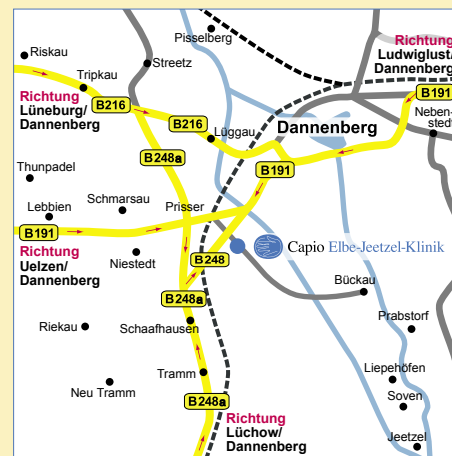 Pisselberg
Riskau
Streetz
Tripkau
Richtung
Ludwiglust/
Dannenberg
B191
Neben-
stedt
Richtung
Lüneburg/
Dannenberg
B216
B216
Lüggau
Dannenberg
B248a
B191
Thunpadel
Schmarsau
Lebbien
Prisser
B191
Richtung
Uelzen/
Dannenberg
Niestedt
B248
Capio Elbe-Jeetzel-Klinik
Bückau
B248a
Schaafhausen
Riekau
Prabstorf
Tramm
Neu Tramm
Liepehöfen
Soven
B248a
Richtung
Lüchow/
Dannenberg
Jeetzel